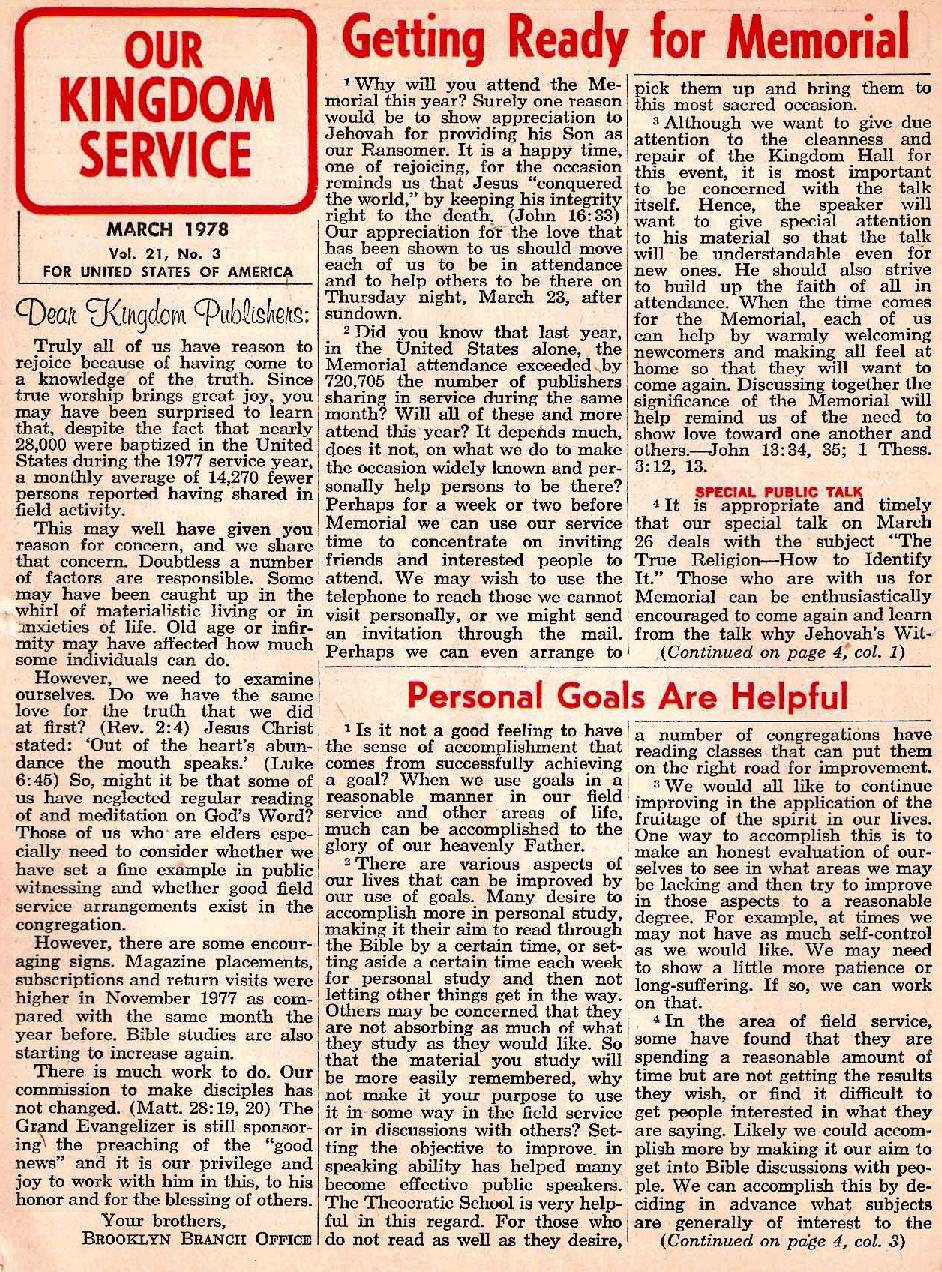 OUR
KINGDOM
SERVICE
MARCH 1978
Vol. 21, No. 3
FOR UNITED STATES OF AMERICA
Dear Kingdom Publishers:
Truly all of us have reason to
rejoice because of having come to
a knowledge of the truth. Since
true worship brings great joy, you
may have been surprised to learn
that, despite the fact that nearly
28,000 were baptized in the United
States during the 1977 service year,
a monthly average of 14,270 fewer
persons reported having shared in
field activity.
This may well have given you
reason for concern, and we share
that concern. Doubtless a number
of factors are responsible. Some
may have been caught up in the
whirl of materialistic living or in
anxieties of life. Old age or infir-
mity may have affected how much
some individuals can do.
However, we need to examine
ourselves. Do we have the same
love for the truth that we did
at first? (Rev. 2:4) Jesus Christ
stated: ‘Out of the heart’s abun-
dance the mouth speaks.’ (Luke
6:45) So, might it be that some of
us have neglected regular reading
of and meditation on God’s Word?
Those of us who are elders espe-
cially need to consider whether we
have set a fine example in public
witnessing and whether good field
service arrangements exist in the
congregation.
However, there are some encour-
aging signs. Magazine placements,
subscriptions and return visits were
higher in November 1977 as com-
pared with the same month the
year before. Bible studies are also
starting to increase again.
There is much work to do. Our
commission to make disciples has
not changed. (Matt. 28:19, 20) The
Grand Evangelizer is still sponsor-
ing the preaching of the “good
news” and it is our privilege and
joy to work with him in this, to his
honor and for the blessing of others.
Your brothers,
BROOKLYN BRANCH OFFICE
Getting Ready for Memorial
1 Why will you attend the Me-
morial this year? Surely one reason
would be to show appreciation to
Jehovah for providing his Son as
our Ransomer. It is a happy time,
one of rejoicing, for the occasion
reminds us that Jesus “conquered
the world,” by keeping his integrity
right to the death. (John 16:33)
Our appreciation for the love that
has been shown to us should move
each of us to be in attendance
and to help others to be there on
Thursday night, March 23, after
sundown.
2 Did you know that last year,
in the United States alone, the
Memorial attendance exceeded by
720,705 the number of publishers
sharing in service during the same
month? Will all of these and more
attend this year? It depends much,
does it not, on what we do to make
the occasion widely known and per-
sonally help persons to be there?
Perhaps for a week or two before
Memorial we can use our service
time to concentrate on inviting
friends and interested people to
attend. We may wish to use the
telephone to reach those we cannot
visit personally, or we might send
an invitation through the mail.
Perhaps we can even arrange to
pick them up and bring them to
this most sacred occasion.
3 Although we want to give due
attention to the cleanness and
repair of the Kingdom Hall for
this event, it is most important
to be concerned with the talk
itself. Hence, the speaker will
want to give special attention
to his material so that the talk
will be understandable even for
new ones. He should also strive
to build up the faith of all in
attendance. When the time comes
for the Memorial, each of us
can help by warmly welcoming
newcomers and making all feel at
home so that they will want to
come again. Discussing together the
significance of the Memorial will
help remind us of the need to
show love toward one another and
others.—John 13:34, 35; 1 Thess.
3:12, 13.
SPECIAL PUBLIC TALK
4 It is appropriate and timely
that our special talk on March
26 deals with the subject “The
True Religion—How to Identify
It.” Those who are with us for
Memorial can be enthusiastically
encouraged to come again and learn
from the talk why Jehovah’s Wit-
(Continued on page 4, col. 1)
Personal Goals Are Helpful
1 Is it not a good feeling to have
the sense of accomplishment that
comes from successfully achieving
a goal? When we use goals in a
reasonable manner in our field
service and other areas of life,
much can be accomplished to the
glory of our heavenly Father.
2 There are various aspects of
our lives that can be improved by
our use of goals. Many desire to
accomplish more in personal study,
making it their aim to read through
the Bible by a certain time, or set-
ting aside a certain time each week
for personal study and then not
letting other things get in the way.
Others may be concerned that they
are not absorbing as much of what
they study as they would like. So
that the material you study will
be more easily remembered, why
not make it your purpose to use
it in some way in the field service
or in discussions with others? Set-
ting the objective to improve in
speaking ability has helped many
become effective public speakers.
The Theocratic School is very help-
ful in this regard. For those who
do not read as well as they desire,
a number of congregations have
reading classes that can put them
on the right road for improvement.
3 We would all like to continue
improving in the application of the
fruitage of the spirit in our lives.
One way to accomplish this is to
make an honest evaluation of our-
selves to see in what areas we may
be lacking and then try to improve
in those aspects to a reasonable
degree. For example, at times we
may not have as much self-control
as we would like. We may need
to show a little more patience or
long-suffering. If so, we can work
on that.
4 In the area of field service,
some have found that they are
spending a reasonable amount of
time but are not getting the results
they wish, or find it difficult to
get people interested in what they
are saying. Likely we could accom-
plish more by making it our aim to
get into Bible discussions with peo-
ple. We can accomplish this by de-
ciding in advance what subjects
are generally of interest to the
(Continued on page 4, col. 3)